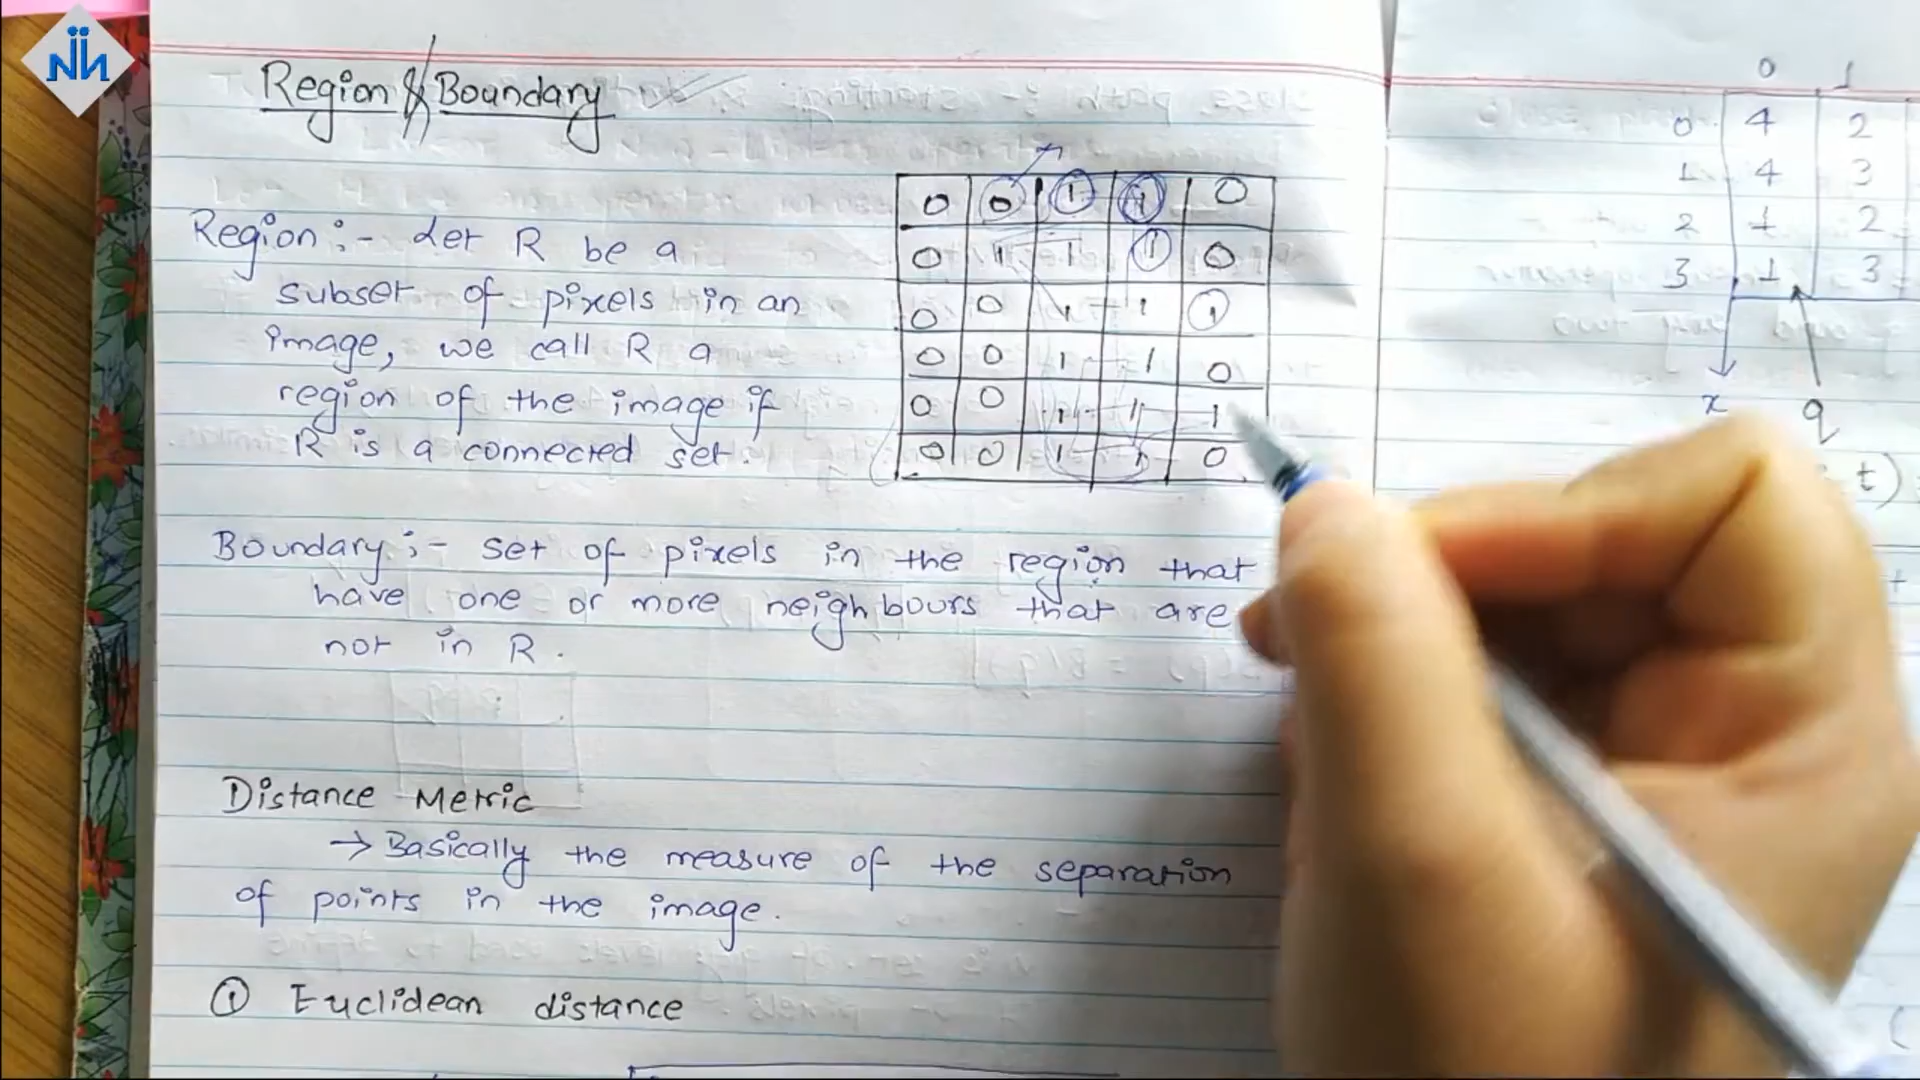 Region & Boundary
Region :- Let R be a
subset of pixels in an
image, we call R a
region of the image if
R is a connected set.
0 0 1 1 0
0 1 1 1 0
0 0 1 1 1
0 0 1 1 0
0 0 1 1 1
0 0 1 1 0
Boundary :- set of pixels in the region that
have one or more neighbours that are
not in R.
Distance Metric
→ Basically the measure of the separation
of points in the image.
① Euclidean distance
0 1
0 4 2
1 4 3
2 1 2
3 1 3
x q
t)